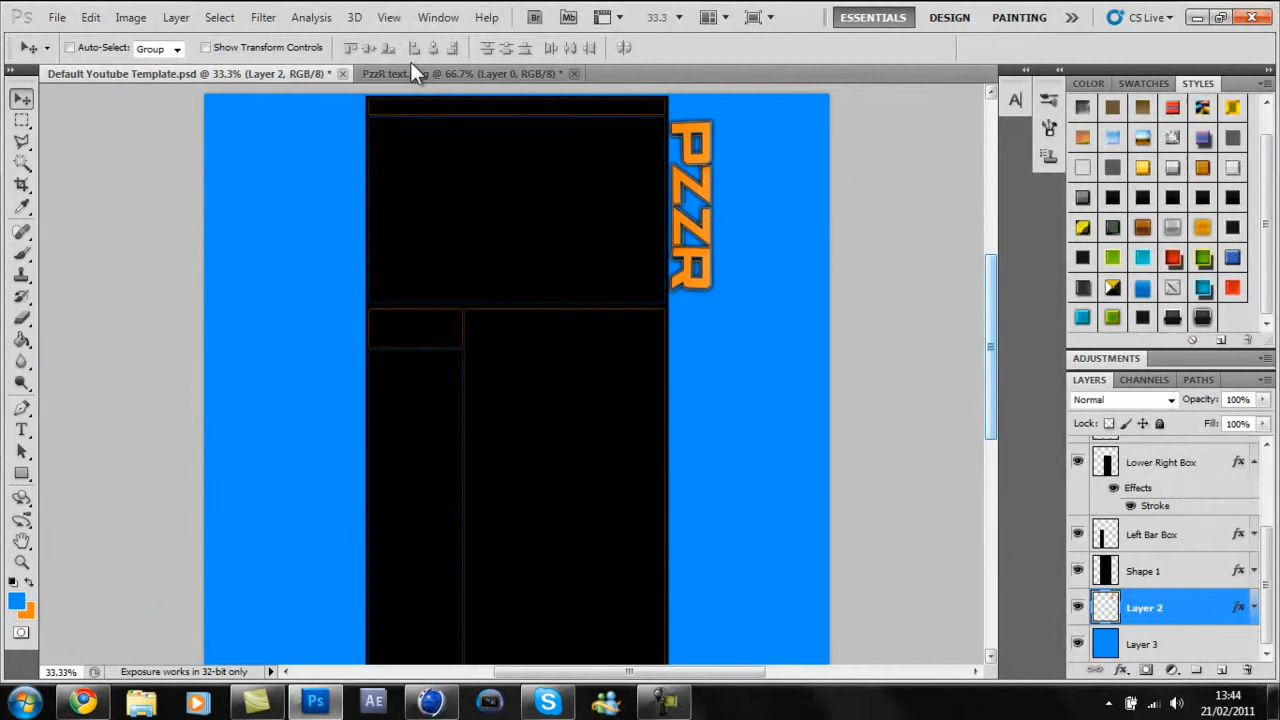 Ps File Edit Image Layer Select Filter Analysis 3D View Window Help Br Mb 33.3 ESSENTIALS DESIGN PAINTING CS Live
Auto-Select: Group Show Transform Controls
Default Youtube Template.psd @ 33.3% (Layer 2, RGB/8) * PzzR text @ 66.7% (Layer 0, RGB/8) *
COLOR SWATCHES STYLES
PZZR
ADJUSTMENTS
LAYERS CHANNELS PATHS
Normal Opacity: 100%
Lock: Fill: 100%
Lower Right Box fx
Effects
Stroke
Left Bar Box fx
Shape 1 fx
Layer 2 fx
Layer 3
33.33% Exposure works in 32-bit only
Ps AE
13:44
21/02/2011